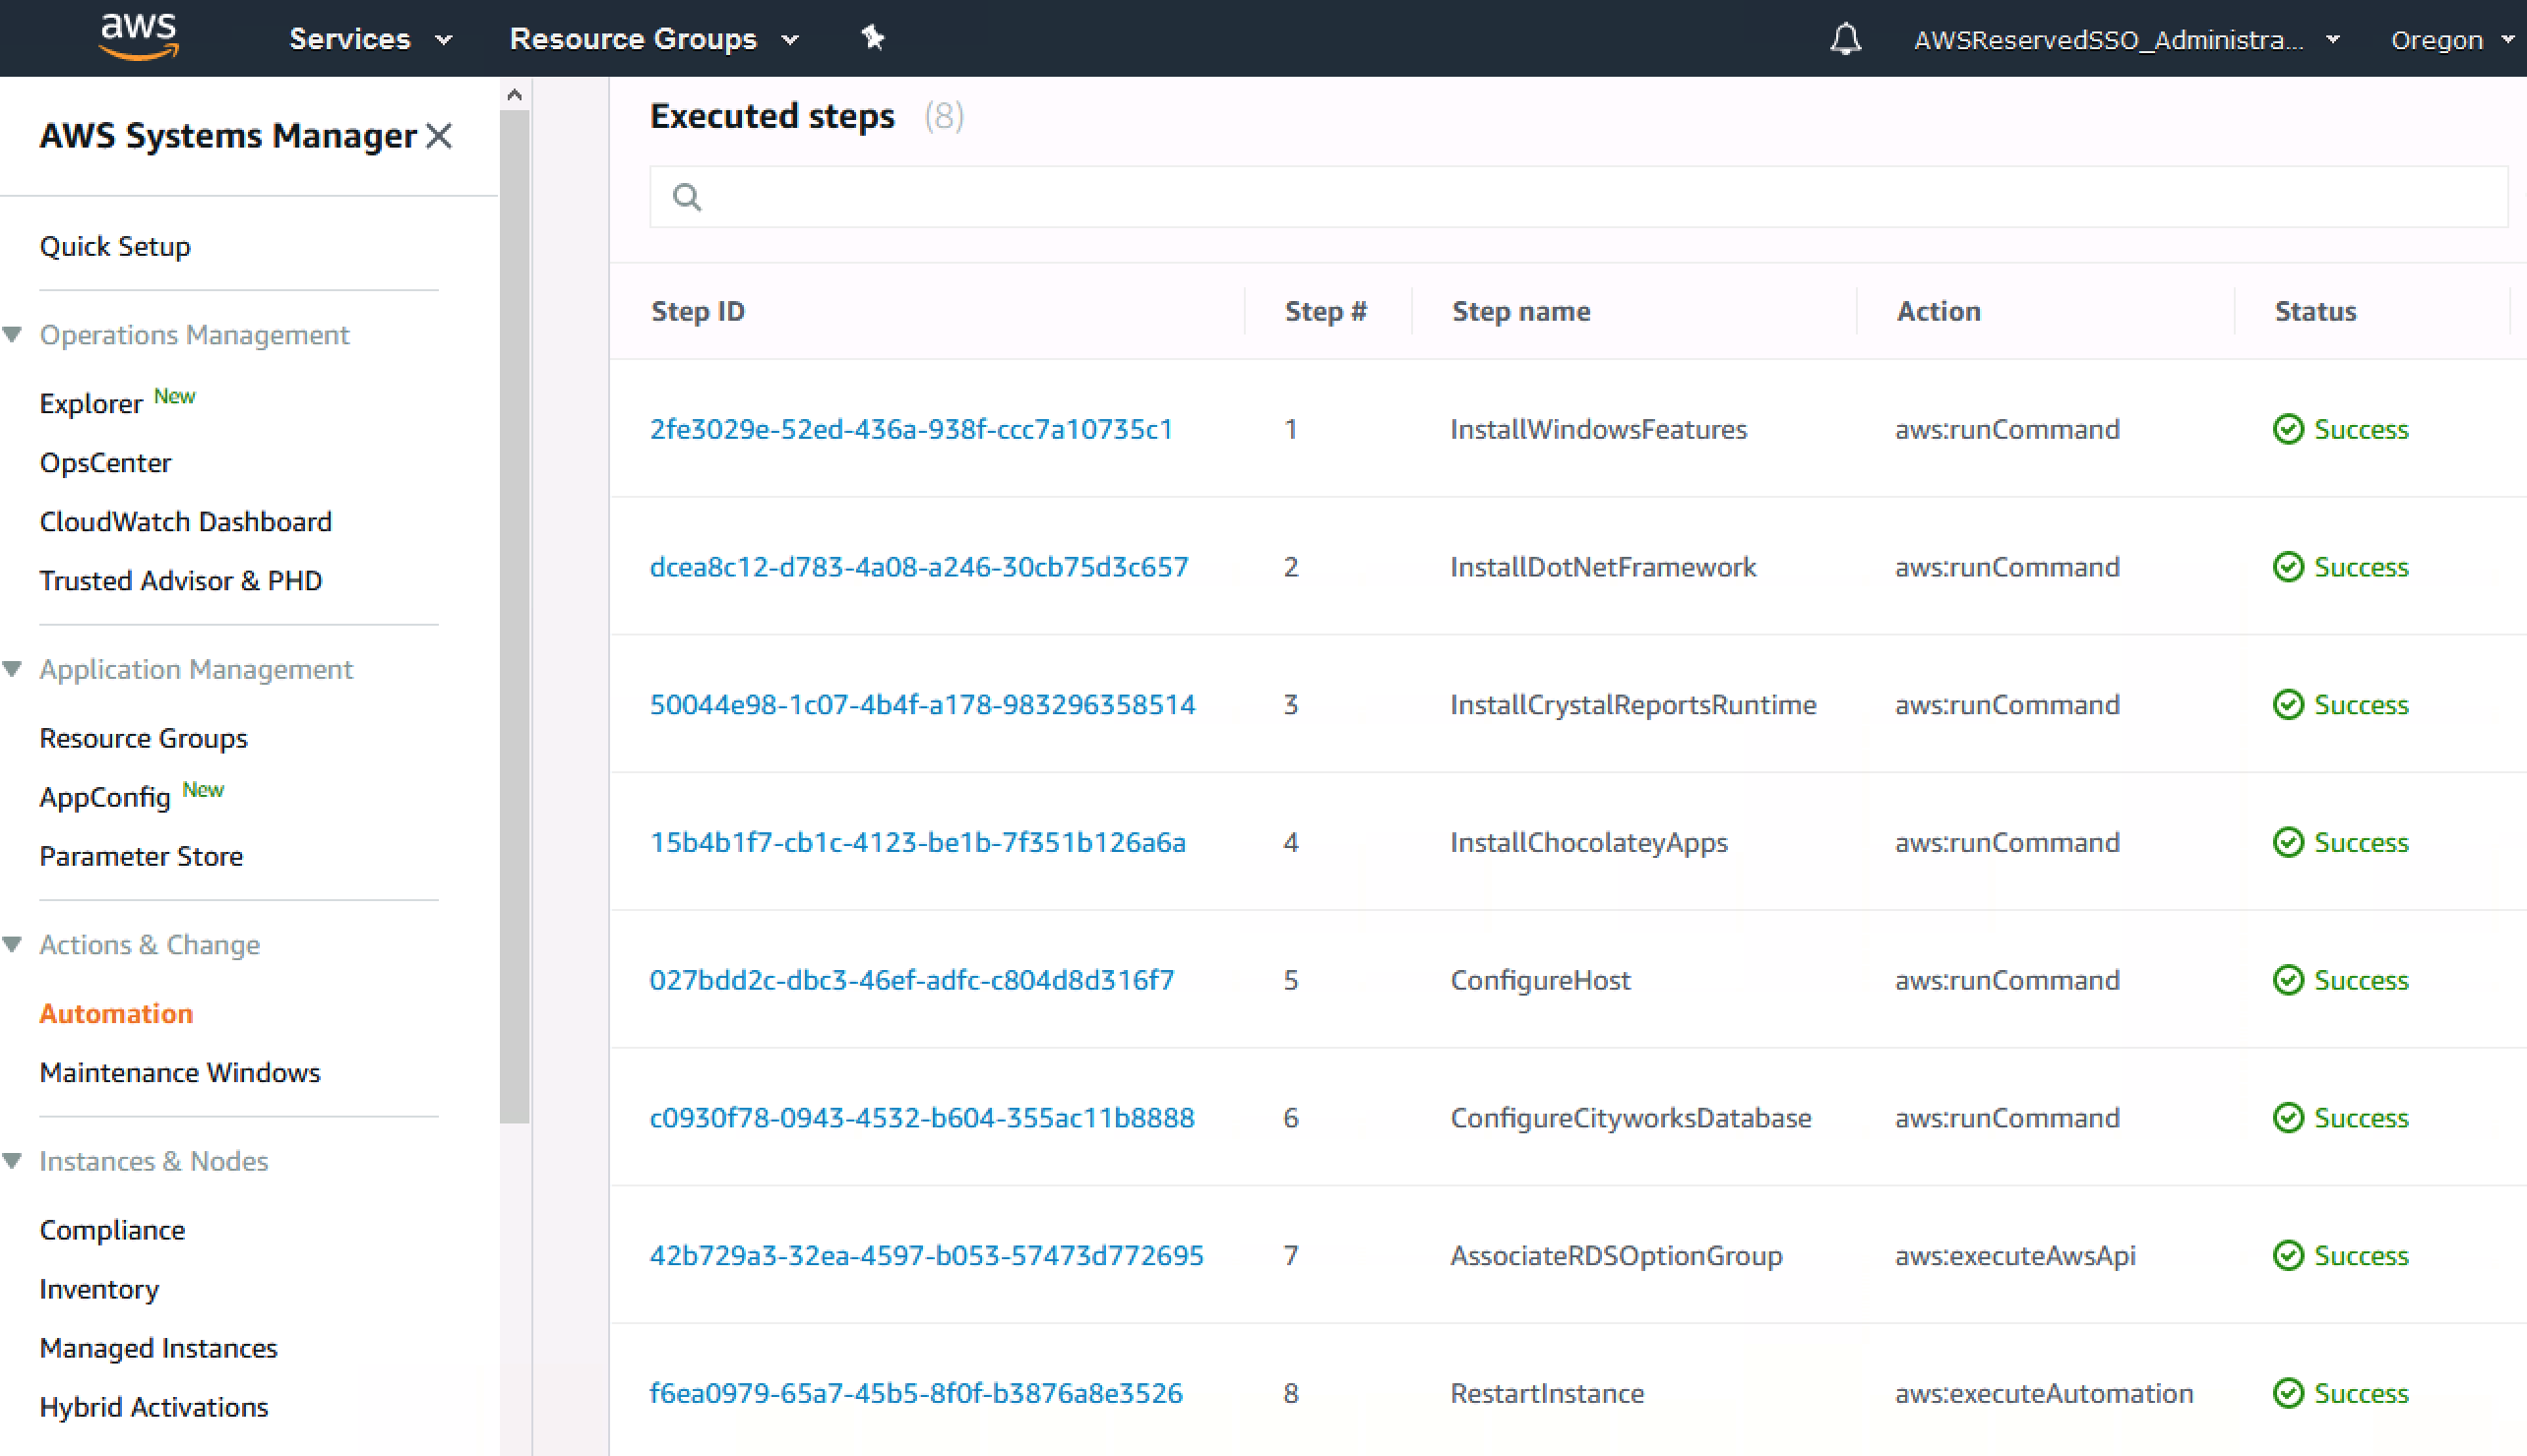 aws Services Resource Groups AWSReservedSSO_Administra... Oregon
AWS Systems Manager
Quick Setup
Operations Management
Explorer New
OpsCenter
CloudWatch Dashboard
Trusted Advisor & PHD
Application Management
Resource Groups
AppConfig New
Parameter Store
Actions & Change
Automation
Maintenance Windows
Instances & Nodes
Compliance
Inventory
Managed Instances
Hybrid Activations
Executed steps (8)
Step ID Step # Step name Action Status
2fe3029e-52ed-436a-938f-ccc7a10735c1 1 InstallWindowsFeatures aws:runCommand Success
dcea8c12-d783-4a08-a246-30cb75d3c657 2 InstallDotNetFramework aws:runCommand Success
50044e98-1c07-4b4f-a178-983296358514 3 InstallCrystalReportsRuntime aws:runCommand Success
15b4b1f7-cb1c-4123-be1b-7f351b126a6a 4 InstallChocolateyApps aws:runCommand Success
027bdd2c-dbc3-46ef-adfc-c804d8d316f7 5 ConfigureHost aws:runCommand Success
c0930f78-0943-4532-b604-355ac11b8888 6 ConfigureCityworksDatabase aws:runCommand Success
42b729a3-32ea-4597-b053-57473d772695 7 AssociateRDSOptionGroup aws:executeAwsApi Success
f6ea0979-65a7-45b5-8f0f-b3876a8e3526 8 RestartInstance aws:executeAutomation Success